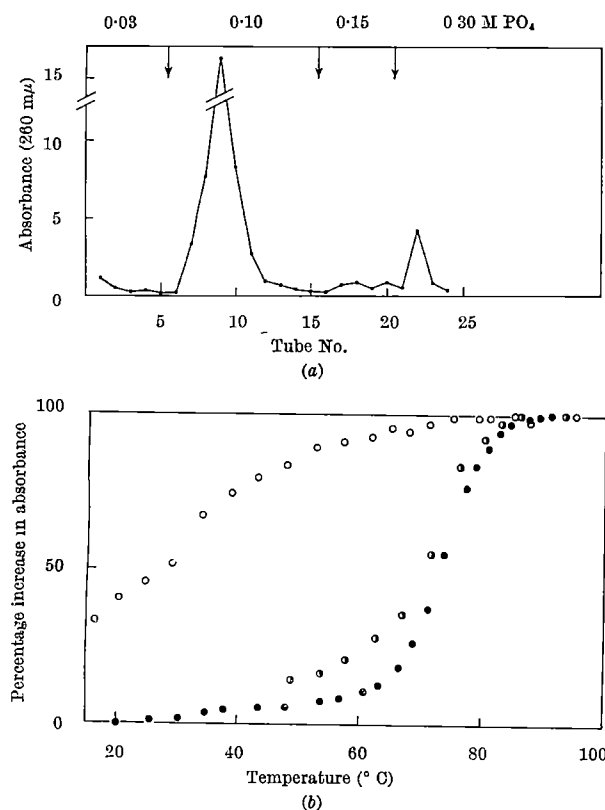 0·03 0·10 0·15 0 30 M PO₄
Absorbance (260 mμ)
15
10
5
0
5 10 15 20 25
Tube No.
(a)
Percentage increase in absorbance
100
50
0
20 40 60 80 100
Temperature (° C)
(b)